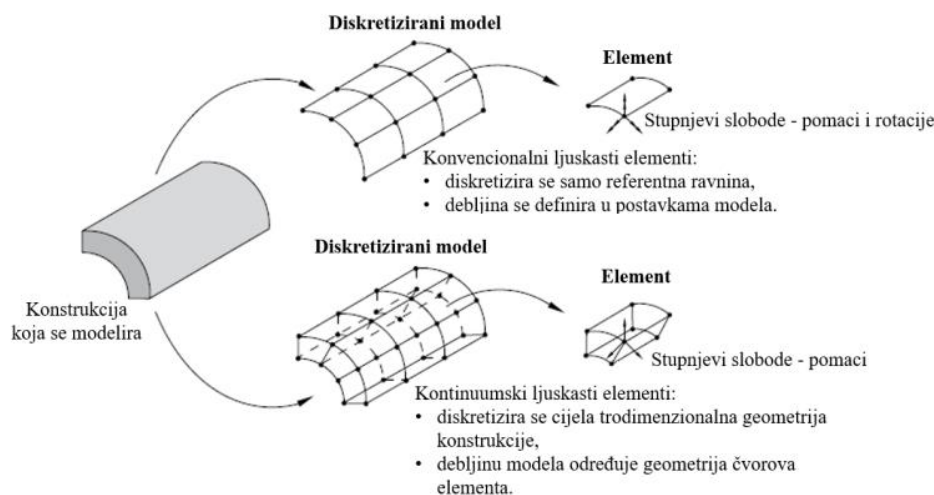 Diskretizirani model
Element
Stupnjevi slobode - pomaci i rotacije
Konvencionalni ljuskasti elementi:
• diskretizira se samo referentna ravnina,
• debljina se definira u postavkama modela.
Konstrukcija
koja se modelira
Diskretizirani model
Element
Stupnjevi slobode - pomaci
Kontinuumski ljuskasti elementi:
• diskretizira se cijela trodimenzionalna geometrija
konstrukcije,
• debljinu modela određuje geometrija čvorova
elementa.